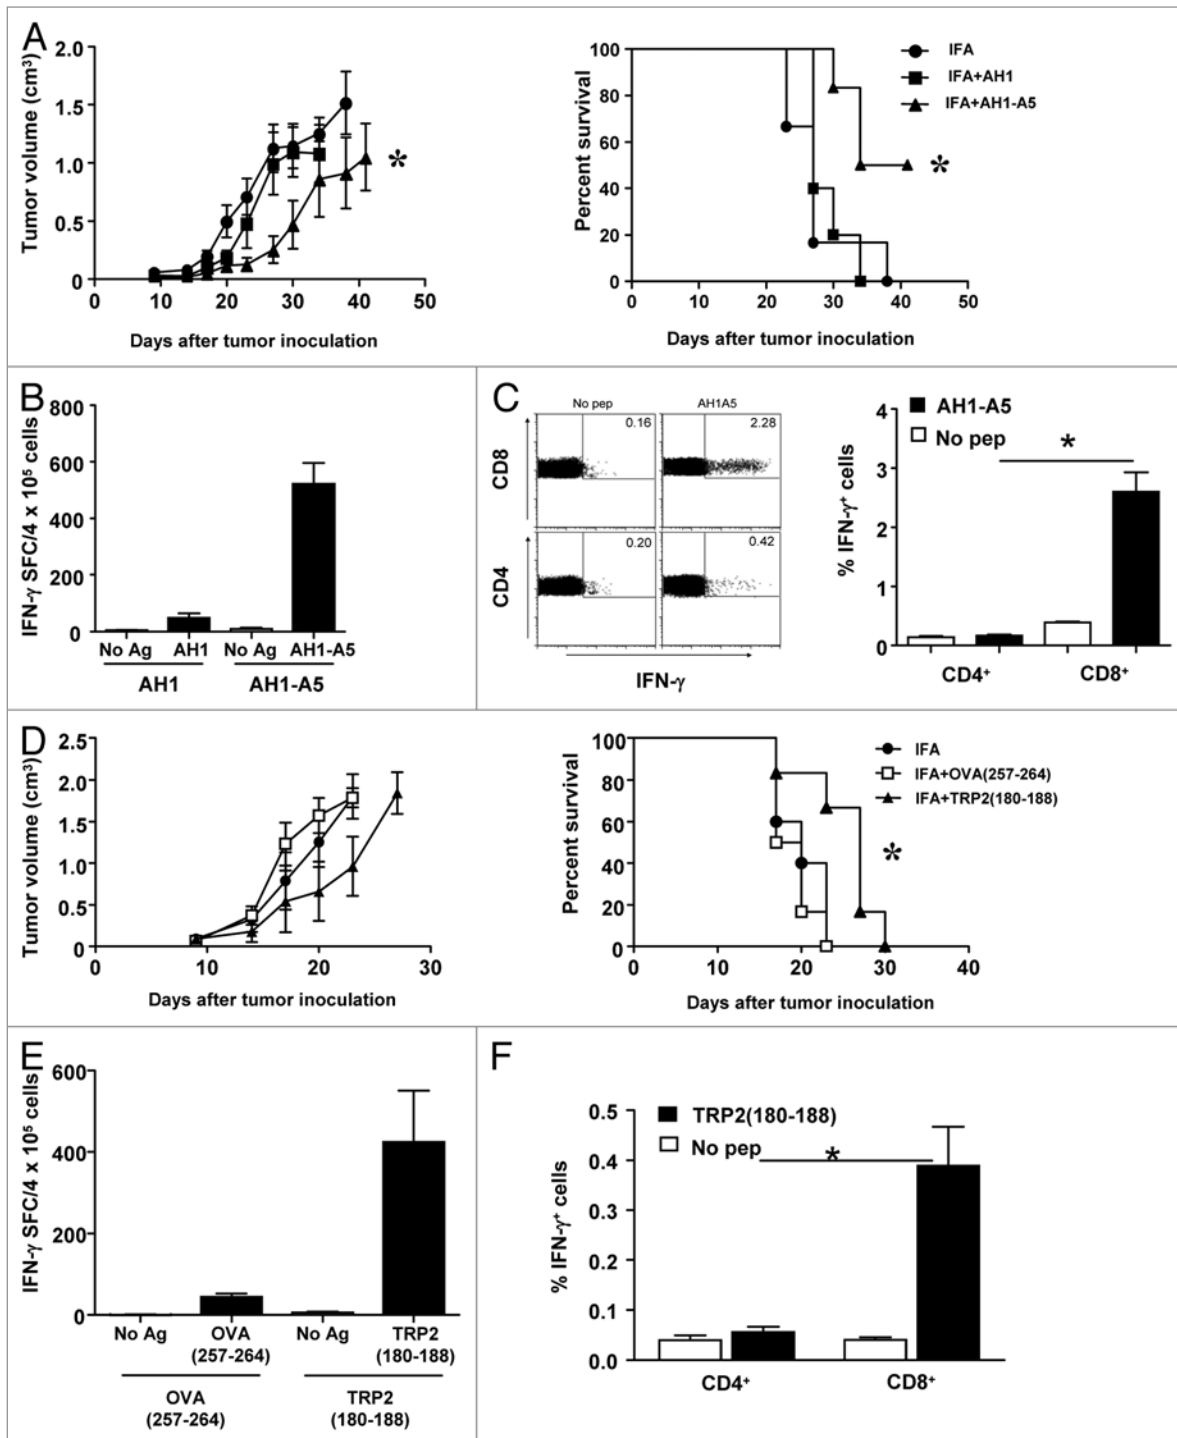 A
Tumor volume (cm³)
2.0
1.5
1.0
0.5
0
0 10 20 30 40 50
Days after tumor inoculation
*
Percent survival
100
80
60
40
20
0
0 10 20 30 40 50
Days after tumor inoculation
IFA
IFA+AH1
IFA+AH1-A5
*
B
IFN-γ SFC/4 x 10⁵ cells
800
600
400
200
0
No Ag AH1 No Ag AH1-A5
AH1 AH1-A5
C
No pep AH1A5
CD8
0.16 2.28
CD4
0.20 0.42
IFN-γ
% IFN-γ⁺ cells
4
3
2
1
0
AH1-A5
No pep
*
CD4⁺ CD8⁺
D
Tumor volume (cm³)
2.5
2.0
1.5
1.0
0.5
0.0
0 10 20 30
Days after tumor inoculation
Percent survival
100
80
60
40
20
0
0 10 20 30 40
Days after tumor inoculation
IFA
IFA+OVA(257-264)
IFA+TRP2(180-188)
*
E
IFN-γ SFC/4 x 10⁵ cells
600
400
200
0
No Ag OVA No Ag TRP2
(257-264) (180-188)
OVA TRP2
(257-264) (180-188)
F
% IFN-γ⁺ cells
0.5
0.4
0.3
0.2
0.1
0.0
TRP2(180-188)
No pep
*
CD4⁺ CD8⁺